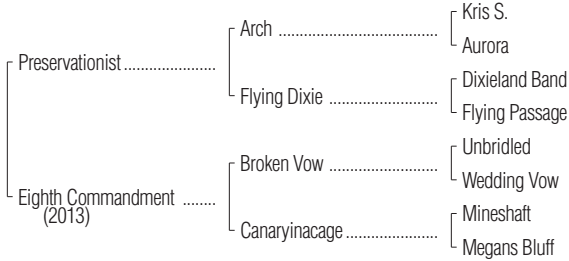 Kris S.
Arch ......................................
Aurora
Preservationist......................
Dixieland Band
Flying Dixie ..........................
Flying Passage
Unbridled
Broken Vow ..........................
Wedding Vow
Eighth Commandment ........
(2013)
Mineshaft
Canaryinacage......................
Megans Bluff